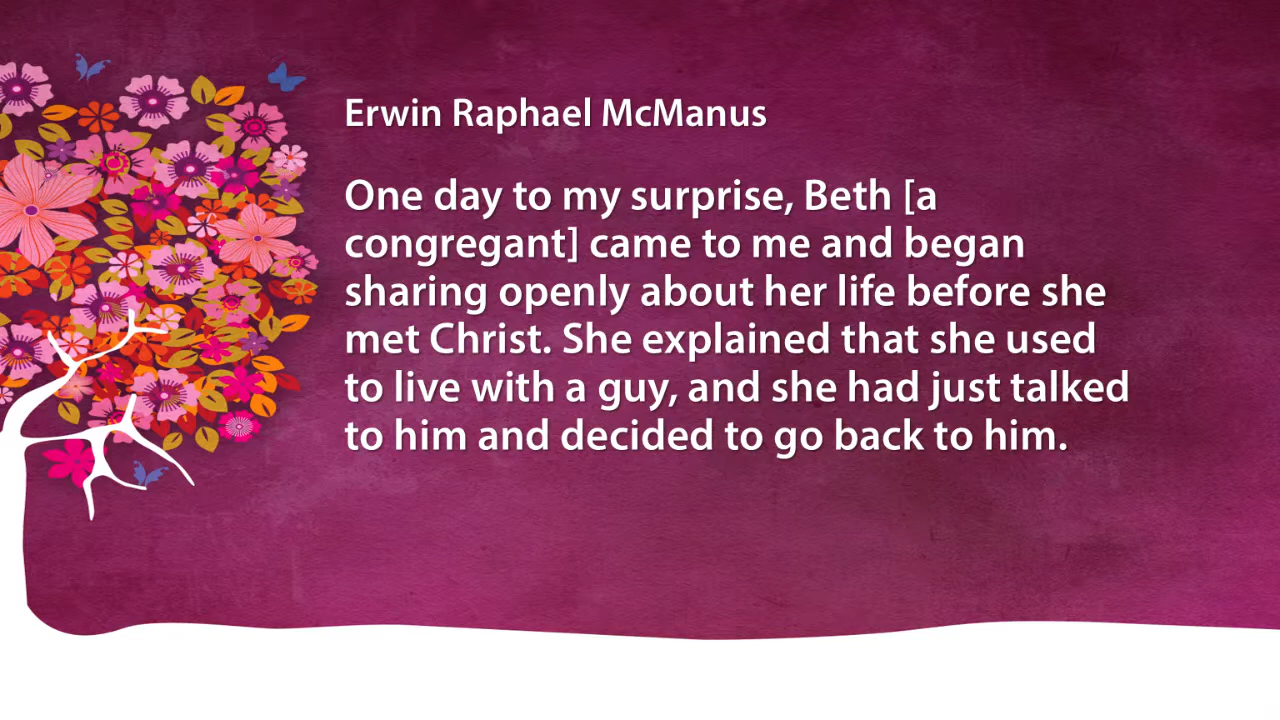 Erwin Raphael McManus
One day to my surprise, Beth [a
congregant] came to me and began
sharing openly about her life before she
met Christ. She explained that she used
to live with a guy, and she had just talked
to him and decided to go back to him.